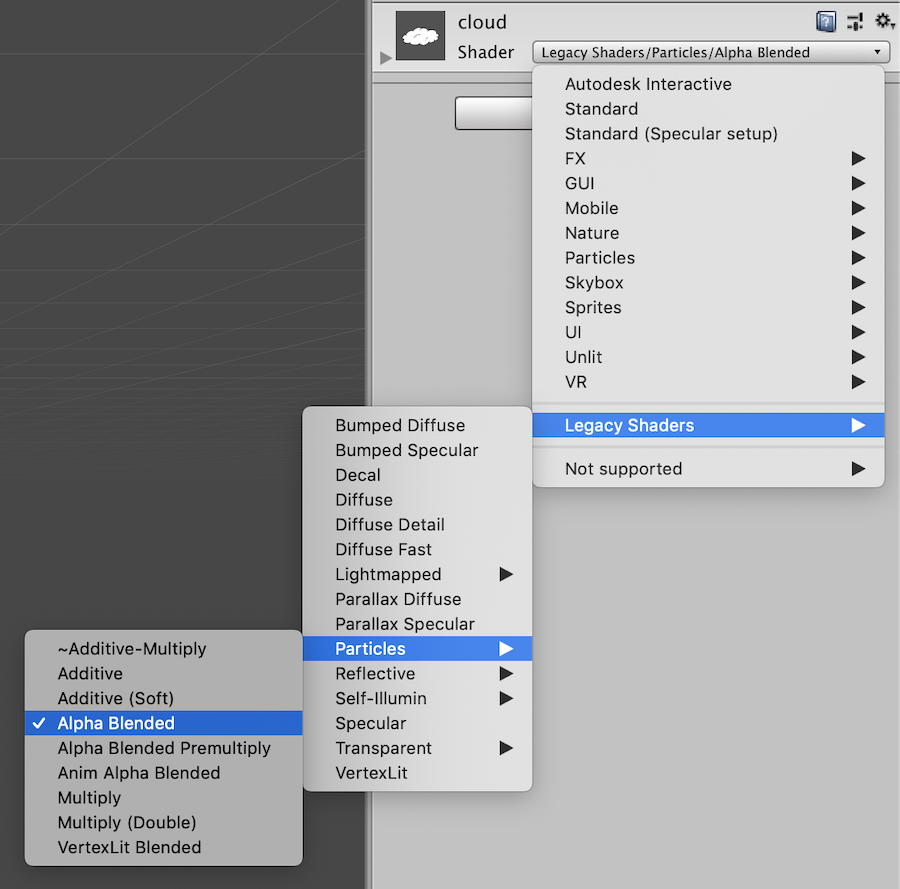 cloud
Shader
Legacy Shaders/Particles/Alpha Blended
Autodesk Interactive
Standard
Standard (Specular setup)
FX
GUI
Mobile
Nature
Particles
Skybox
Sprites
UI
Unlit
VR
Legacy Shaders
Not supported
Bumped Diffuse
Bumped Specular
Decal
Diffuse
Diffuse Detail
Diffuse Fast
Lightmapped
Parallax Diffuse
Parallax Specular
Particles
Reflective
Self-Illumin
Specular
Transparent
VertexLit
~Additive-Multiply
Additive
Additive (Soft)
Alpha Blended
Alpha Blended Premultiply
Anim Alpha Blended
Multiply
Multiply (Double)
VertexLit Blended